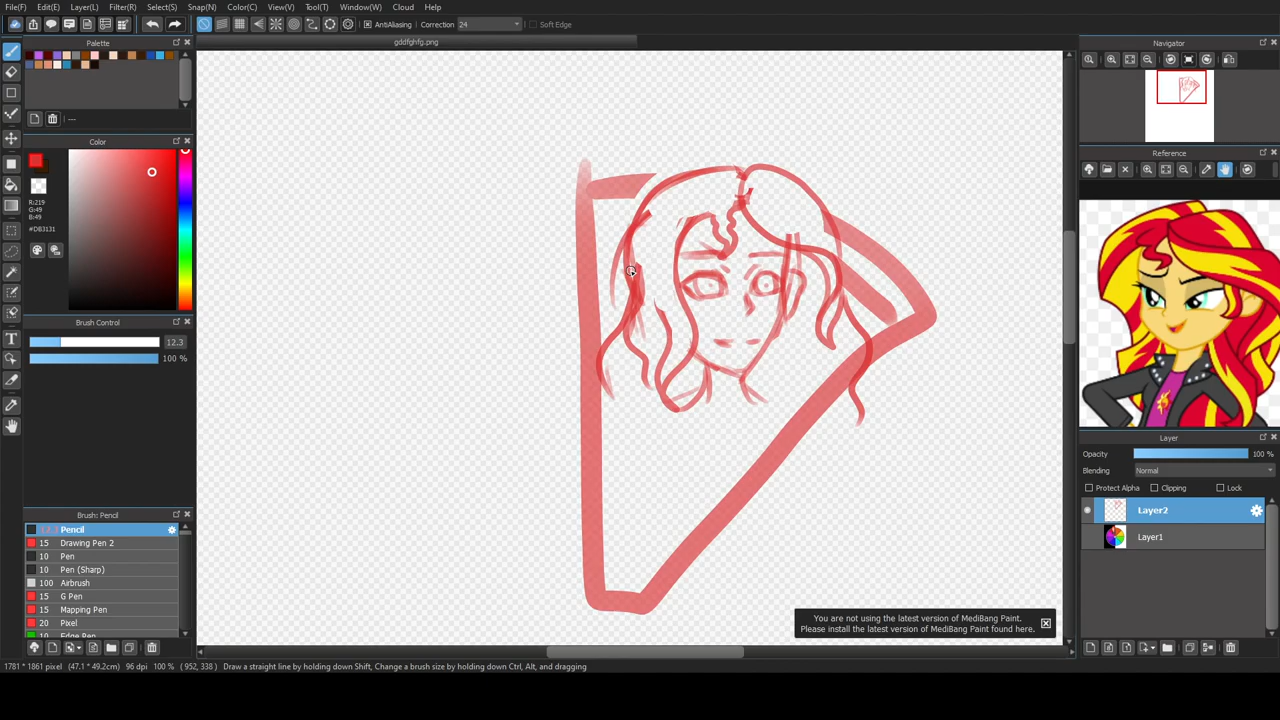 File(F) Edit(E) Layer(L) Filter(R) Select(S) Snap(N) Color(C) View(V) Tool(T) Window(W) Cloud Help
AntiAliasing Correction 24 Soft Edge
gddfghfg.png
Palette
---
Color
R:219
G:49
B:49
#DB3131
Brush Control
12.3
100 %
Brush: Pencil
12.3 Pencil
15 Drawing Pen 2
10 Pen
10 Pen (Sharp)
100 Airbrush
15 G Pen
15 Mapping Pen
20 Pixel
10 Edge Pen
Navigator
Reference
Layer
Opacity 100 %
Blending Normal
Protect Alpha Clipping Lock
Layer2
Layer1
You are not using the latest version of MediBang Paint.
Please install the latest version of MediBang Paint found here.
1781 * 1861 pixel (47.1 * 49.2cm) 96 dpi 100 % ( 952, 338 ) Draw a straight line by holding down Shift, Change a brush size by holding down Ctrl, Alt, and dragging